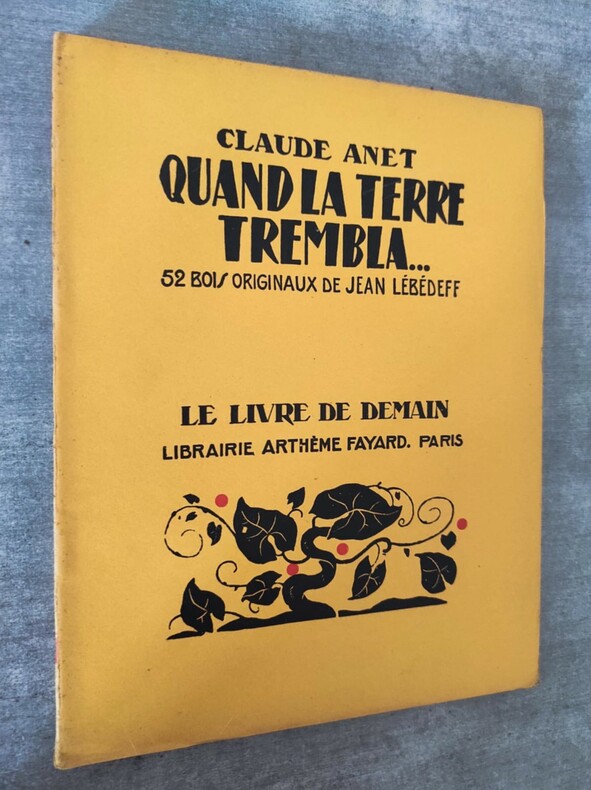 CLAUDE ANET
QUAND LA TERRE
TREMBLA...
52 BOIS ORIGINAUX DE JEAN LÉBÉDEFF
LE LIVRE DE DEMAIN
LIBRAIRIE ARTHÈME FAYARD. PARIS